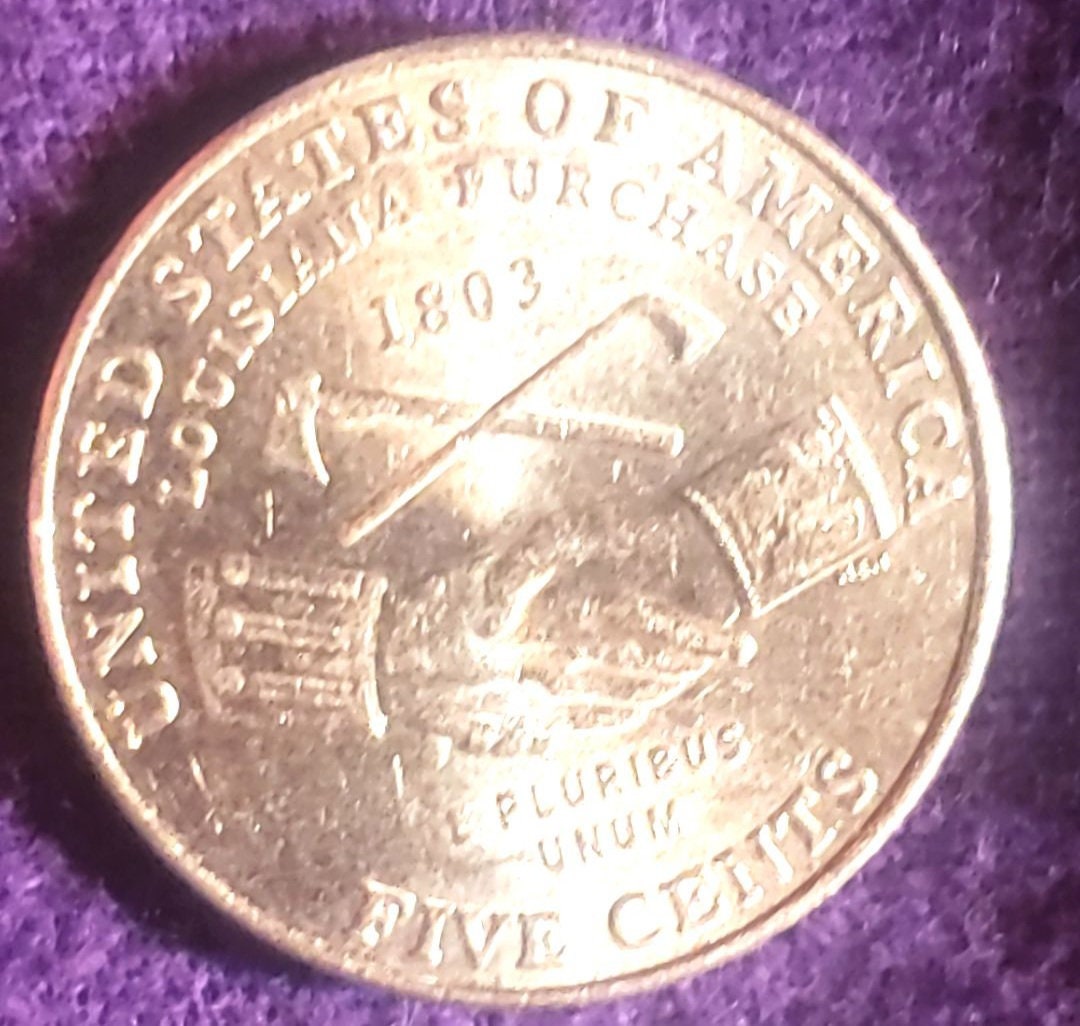 UNITED STATES OF AMERICA
LOUISIANA PURCHASE
1803
PLURIBUS
UNUM
FIVE CENTS